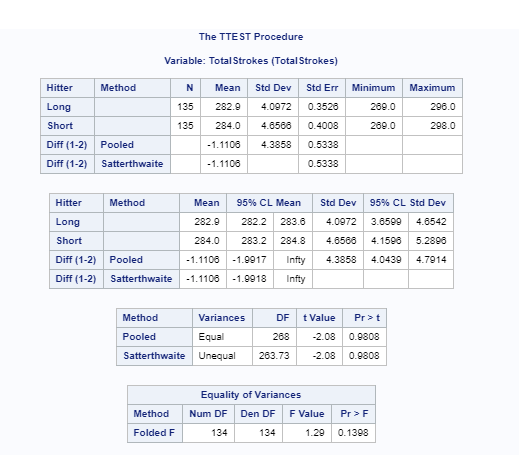 The TTEST Procedure
Variable: TotalStrokes (TotalStrokes)
Hitter Method N Mean Std Dev Std Err Minimum Maximum
Long 135 282.9 4.0972 0.3526 269.0 296.0
Short 135 284.0 4.6566 0.4008 269.0 298.0
Diff (1-2) Pooled -1.1106 4.3858 0.5338
Diff (1-2) Satterthwaite -1.1106 0.5338
Hitter Method Mean 95% CL Mean Std Dev 95% CL Std Dev
Long 282.9 282.2 283.6 4.0972 3.6599 4.6542
Short 284.0 283.2 284.8 4.6566 4.1596 5.2896
Diff (1-2) Pooled -1.1106 -1.9917 Infty 4.3858 4.0439 4.7914
Diff (1-2) Satterthwaite -1.1106 -1.9918 Infty
Method Variances DF t Value Pr > t
Pooled Equal 268 -2.08 0.9808
Satterthwaite Unequal 263.73 -2.08 0.9808
Equality of Variances
Method Num DF Den DF F Value Pr > F
Folded F 134 134 1.29 0.1398